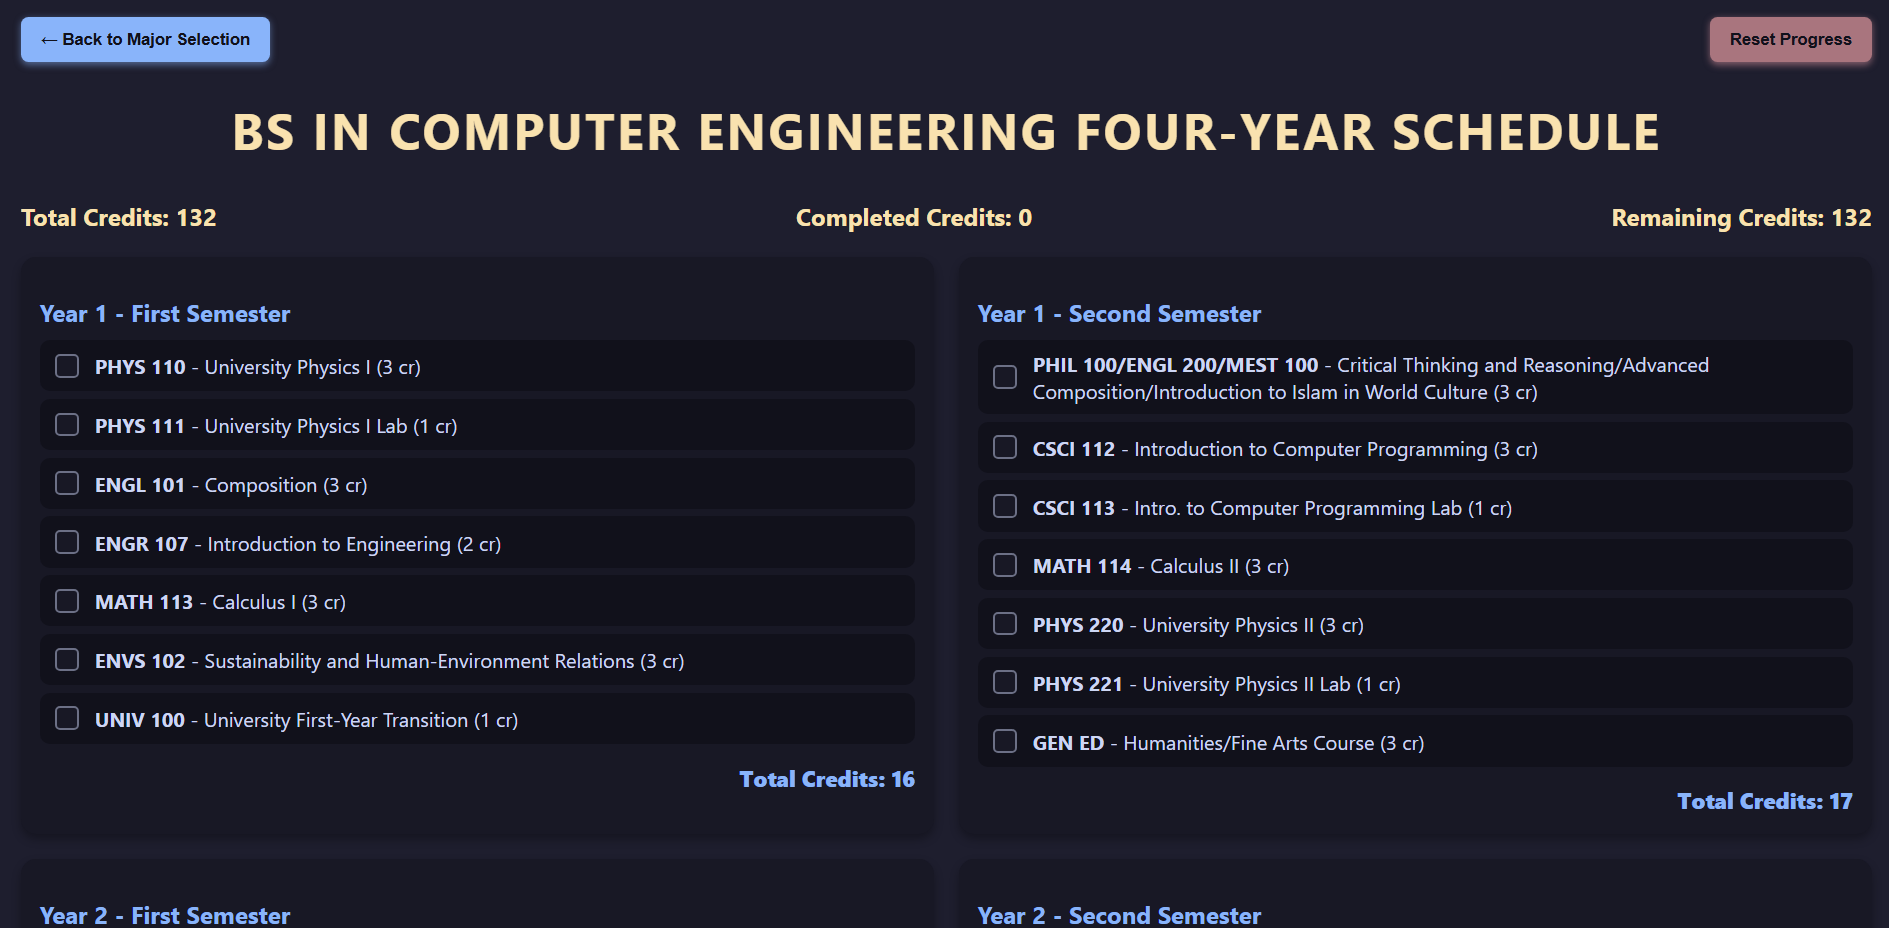 ← Back to Major Selection
Reset Progress
BS IN COMPUTER ENGINEERING FOUR-YEAR SCHEDULE
Total Credits: 132
Completed Credits: 0
Remaining Credits: 132
Year 1 - First Semester
PHYS 110 - University Physics I (3 cr)
PHYS 111 - University Physics I Lab (1 cr)
ENGL 101 - Composition (3 cr)
ENGR 107 - Introduction to Engineering (2 cr)
MATH 113 - Calculus I (3 cr)
ENVS 102 - Sustainability and Human-Environment Relations (3 cr)
UNIV 100 - University First-Year Transition (1 cr)
Total Credits: 16
Year 1 - Second Semester
PHIL 100/ENGL 200/MEST 100 - Critical Thinking and Reasoning/Advanced
Composition/Introduction to Islam in World Culture (3 cr)
CSCI 112 - Introduction to Computer Programming (3 cr)
CSCI 113 - Intro. to Computer Programming Lab (1 cr)
MATH 114 - Calculus II (3 cr)
PHYS 220 - University Physics II (3 cr)
PHYS 221 - University Physics II Lab (1 cr)
GEN ED - Humanities/Fine Arts Course (3 cr)
Total Credits: 17
Year 2 - First Semester
Year 2 - Second Semester